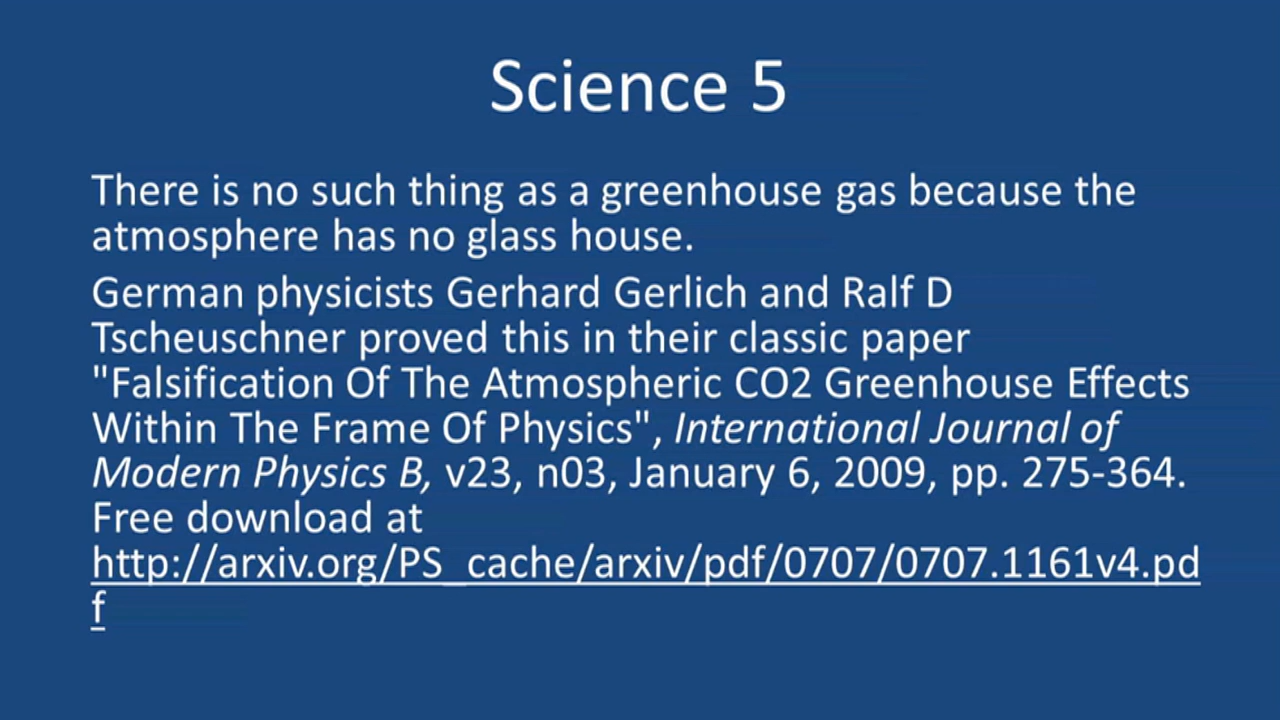 Science 5
There is no such thing as a greenhouse gas because the
atmosphere has no glass house.
German physicists Gerhard Gerlich and Ralf D
Tscheuschner proved this in their classic paper
"Falsification Of The Atmospheric CO2 Greenhouse Effects
Within The Frame Of Physics", International Journal of
Modern Physics B, v23, n03, January 6, 2009, pp. 275-364.
Free download at
http://arxiv.org/PS_cache/arxiv/pdf/0707/0707.1161v4.pd
f